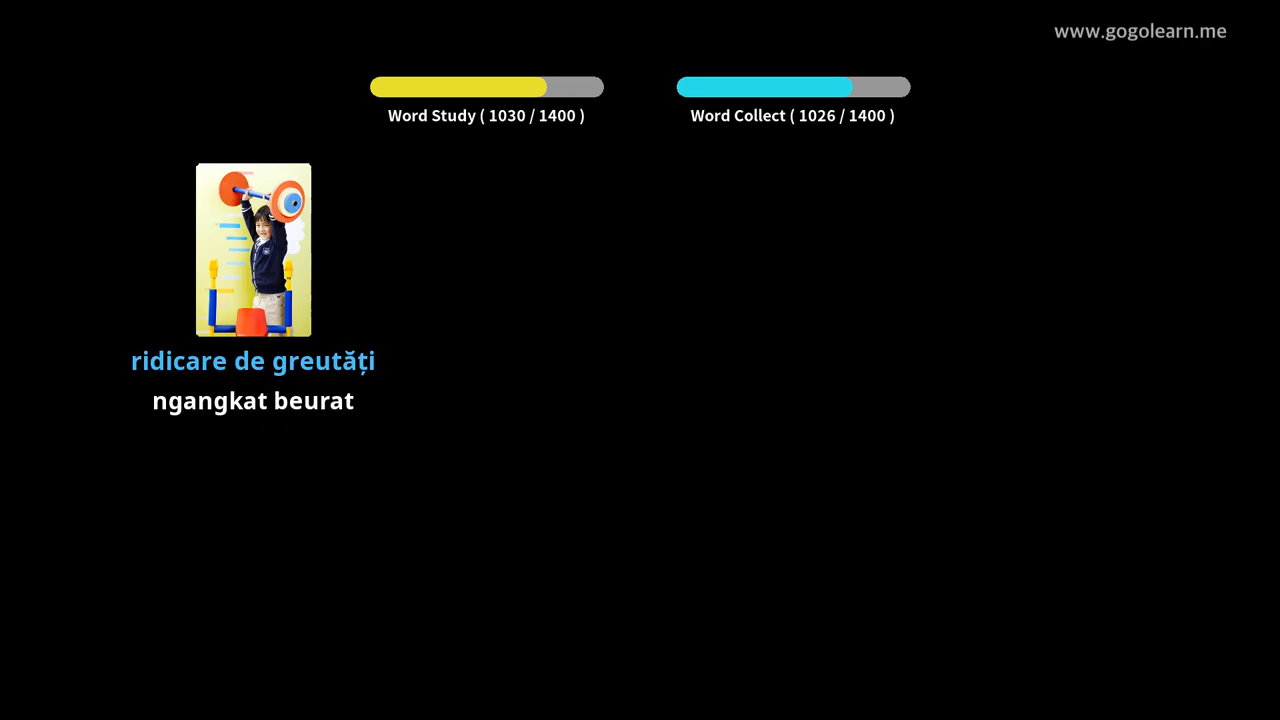 www.gogolearn.me
Word Study ( 1030 / 1400 )
Word Collect ( 1026 / 1400 )
ridicare de greutăți
ngangkat beurat